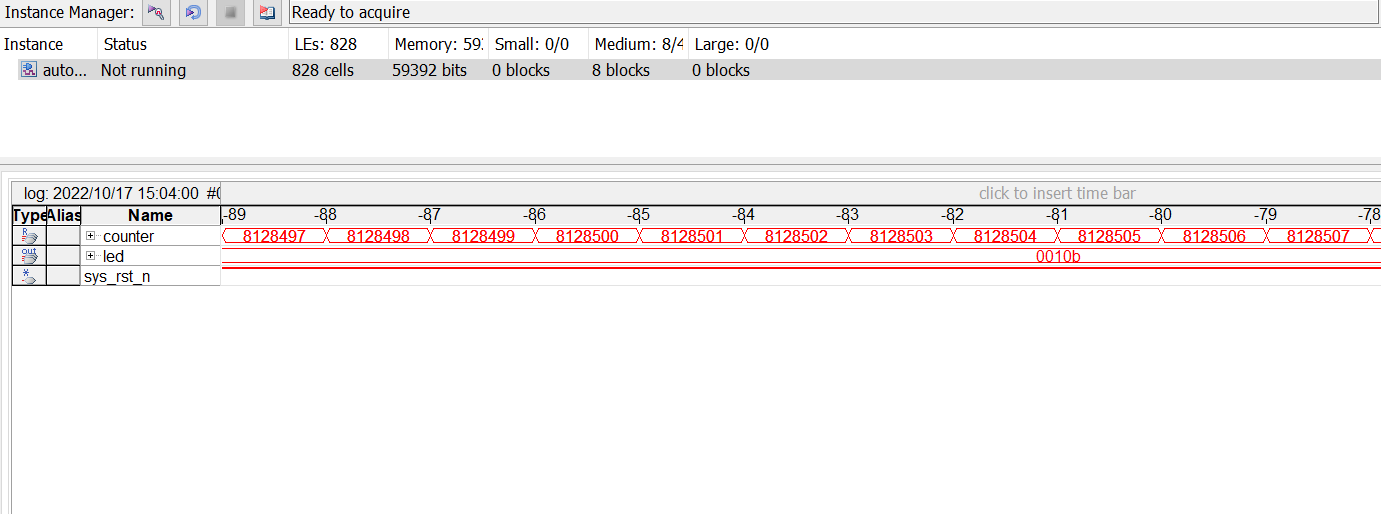 Instance Manager: Ready to acquire
Instance Status LEs: 828 Memory: 592 Small: 0/0 Medium: 8/4 Large: 0/0
auto... Not running 828 cells 59392 bits 0 blocks 8 blocks 0 blocks
log: 2022/10/17 15:04:00 #0 click to insert time bar
Type Alias Name -89 -88 -87 -86 -85 -84 -83 -82 -81 -80 -79 -78
R counter 8128497 8128498 8128499 8128500 8128501 8128502 8128503 8128504 8128505 8128506 8128507
out led 0010b
* sys_rst_n